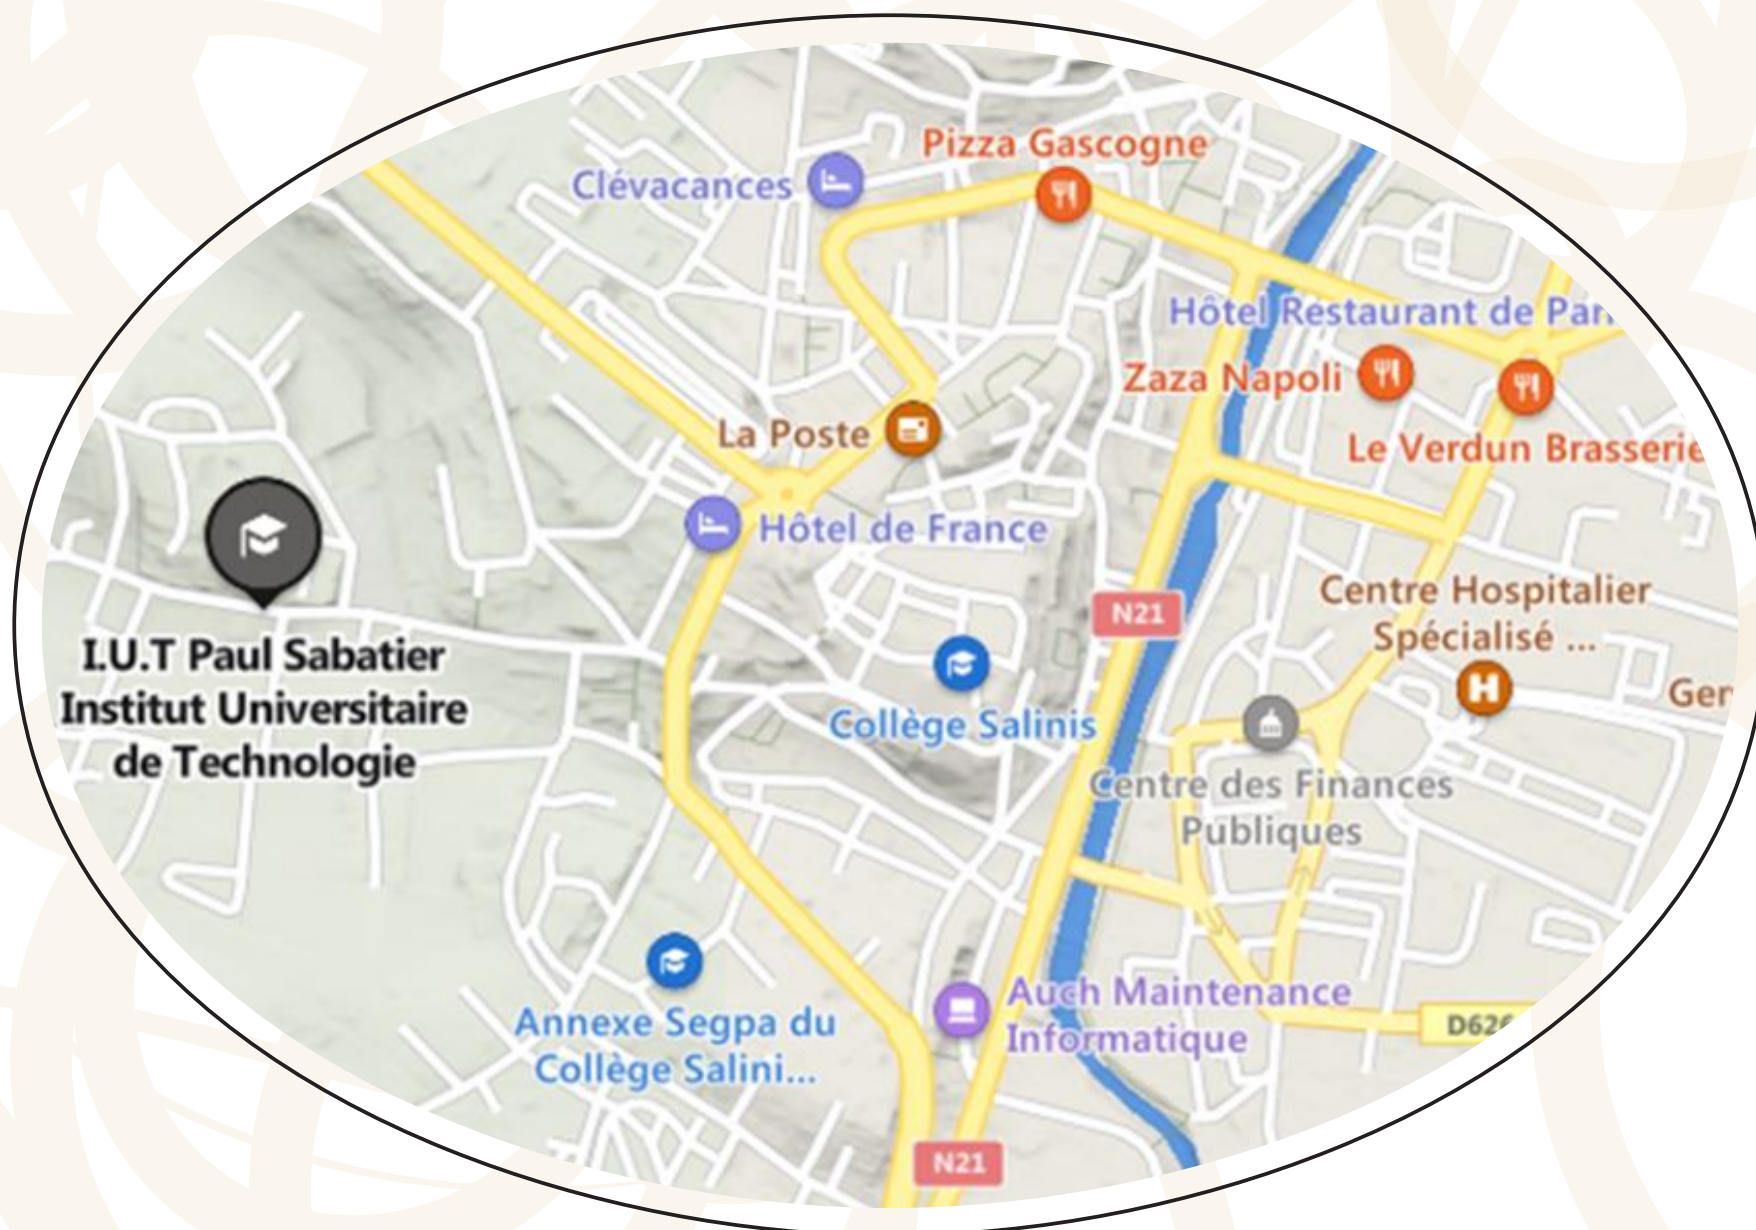 Pizza Gascogne
Clévacances
Hôtel Restaurant de Pari
Zaza Napoli
La Poste
Le Verdun Brasserie
Hôtel de France
Centre Hospitalier
Spécialisé ...
N21
I.U.T Paul Sabatier
Institut Universitaire
de Technologie
Collège Salinis
Ger
Centre des Finances
Publiques
Auch Maintenance
Informatique
Annexe Segpa du
Collège Salini...
D626
N21